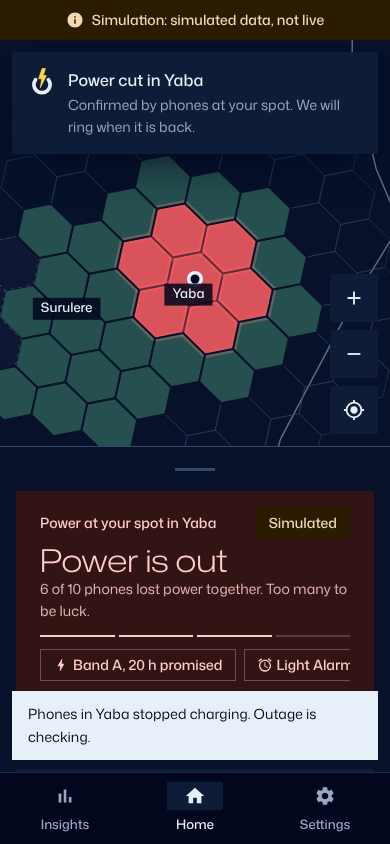 Simulation: simulated data, not live
Power cut in Yaba
Confirmed by phones at your spot. We will
ring when it is back.
Surulere
Yaba
Power at your spot in Yaba
Simulated
Power is out
6 of 10 phones lost power together. Too many to
be luck.
Band A, 20 h promised
Light Alarm
Phones in Yaba stopped charging. Outage is
checking.
Insights
Home
Settings